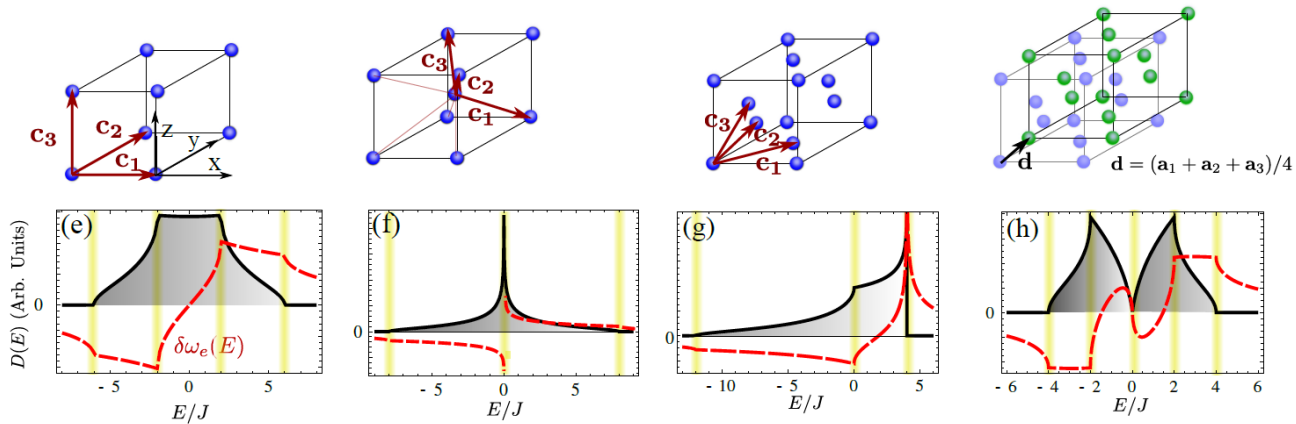 c₃ c₂ c₁ z y x
c₃ c₂ c₁
c₃ c₂ c₁
d d = (a₁ + a₂ + a₃)/4
D(E) (Arb. Units)
0
(e)
δωₑ(E)
- 5 0 5
E/J
0
(f)
- 5 0 5
E/J
0
(g)
- 10 - 5 0 5
E/J
0
(h)
- 6 - 4 - 2 0 2 4 6
E/J